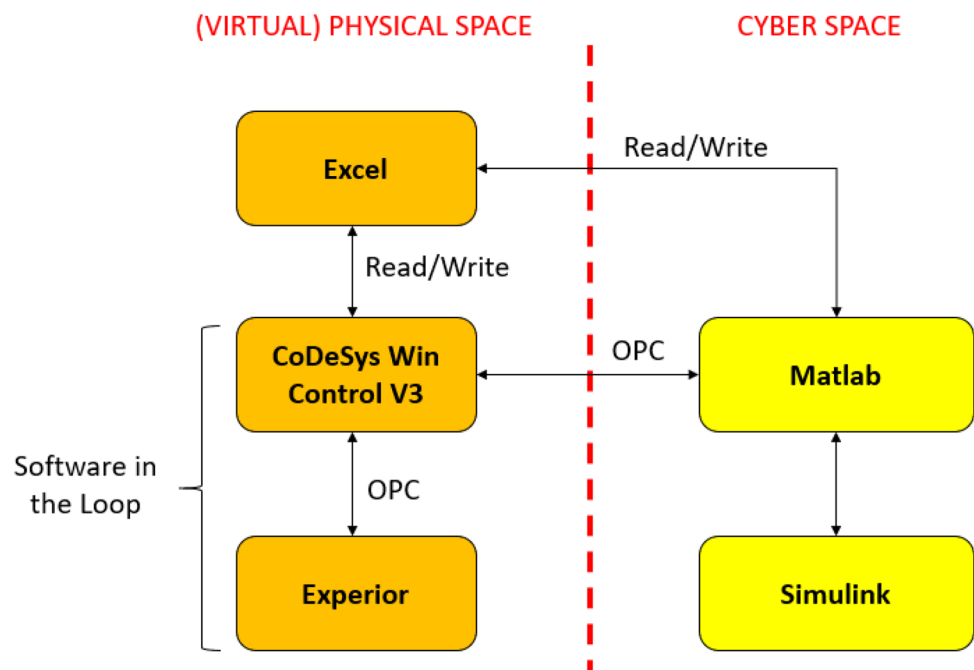 (VIRTUAL) PHYSICAL SPACE
CYBER SPACE
Excel
Read/Write
Read/Write
CoDeSys Win
Control V3
OPC
Matlab
Software in
the Loop
OPC
Experior
Simulink